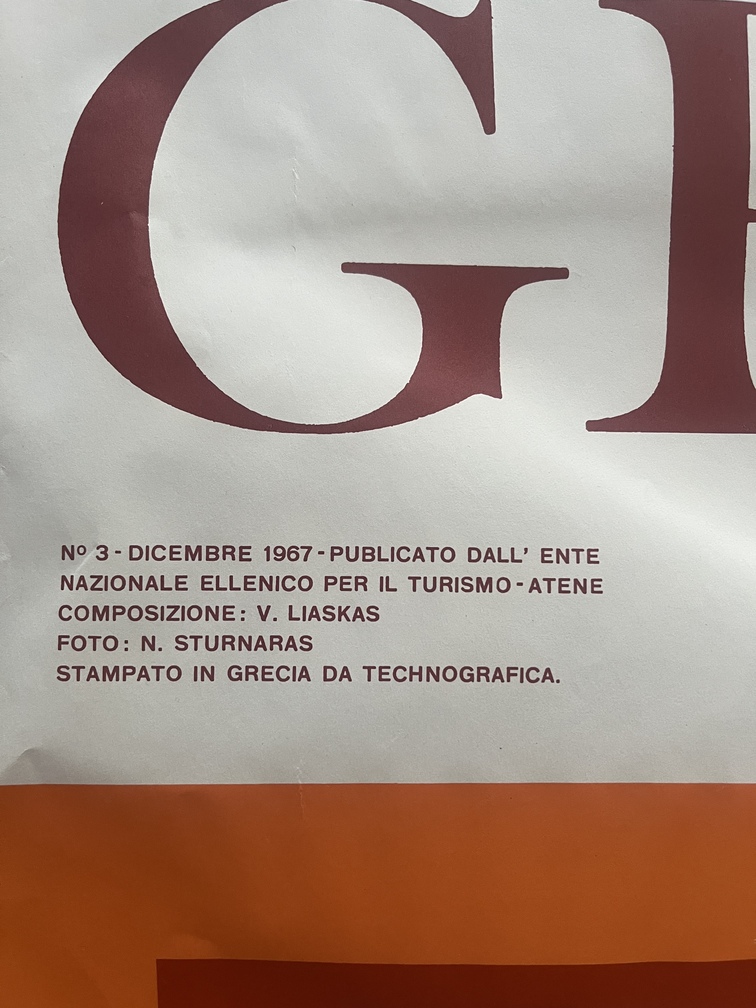 G
Nº 3 - DICEMBRE 1967 - PUBLICATO DALL' ENTE
NAZIONALE ELLENICO PER IL TURISMO - ATENE
COMPOSIZIONE: V. LIASKAS
FOTO: N. STURNARAS
STAMPATO IN GRECIA DA TECHNOGRAFICA.